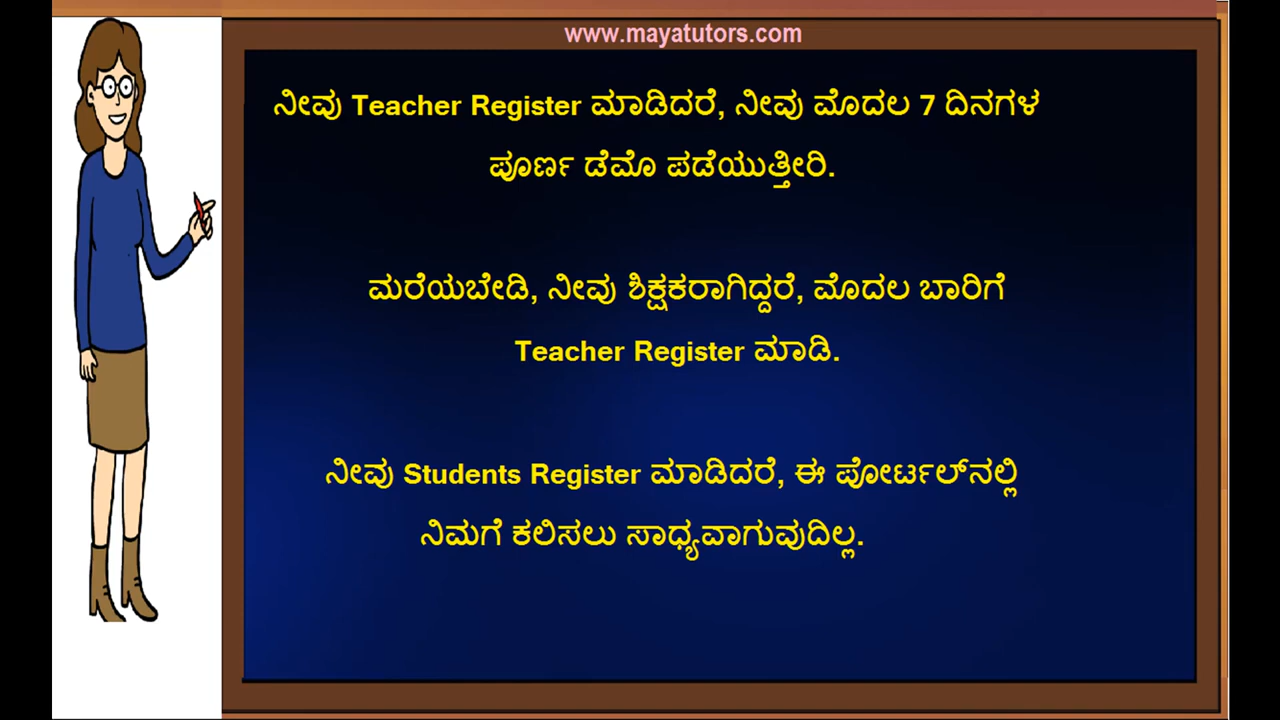 www.mayatutors.com
ನೀವು Teacher Register ಮಾಡಿದರೆ, ನೀವು ಮೊದಲ 7 ದಿನಗಳ
ಪೂರ್ಣ ಡೆಮೊ ಪಡೆಯುತ್ತೀರಿ.
ಮರೆಯಬೇಡಿ, ನೀವು ಶಿಕ್ಷಕರಾಗಿದ್ದರೆ, ಮೊದಲ ಬಾರಿಗೆ
Teacher Register ಮಾಡಿ.
ನೀವು Students Register ಮಾಡಿದರೆ, ಈ ಪೋರ್ಟಲ್‌ನಲ್ಲಿ
ನಿಮಗೆ ಕಲಿಸಲು ಸಾಧ್ಯವಾಗುವುದಿಲ್ಲ.